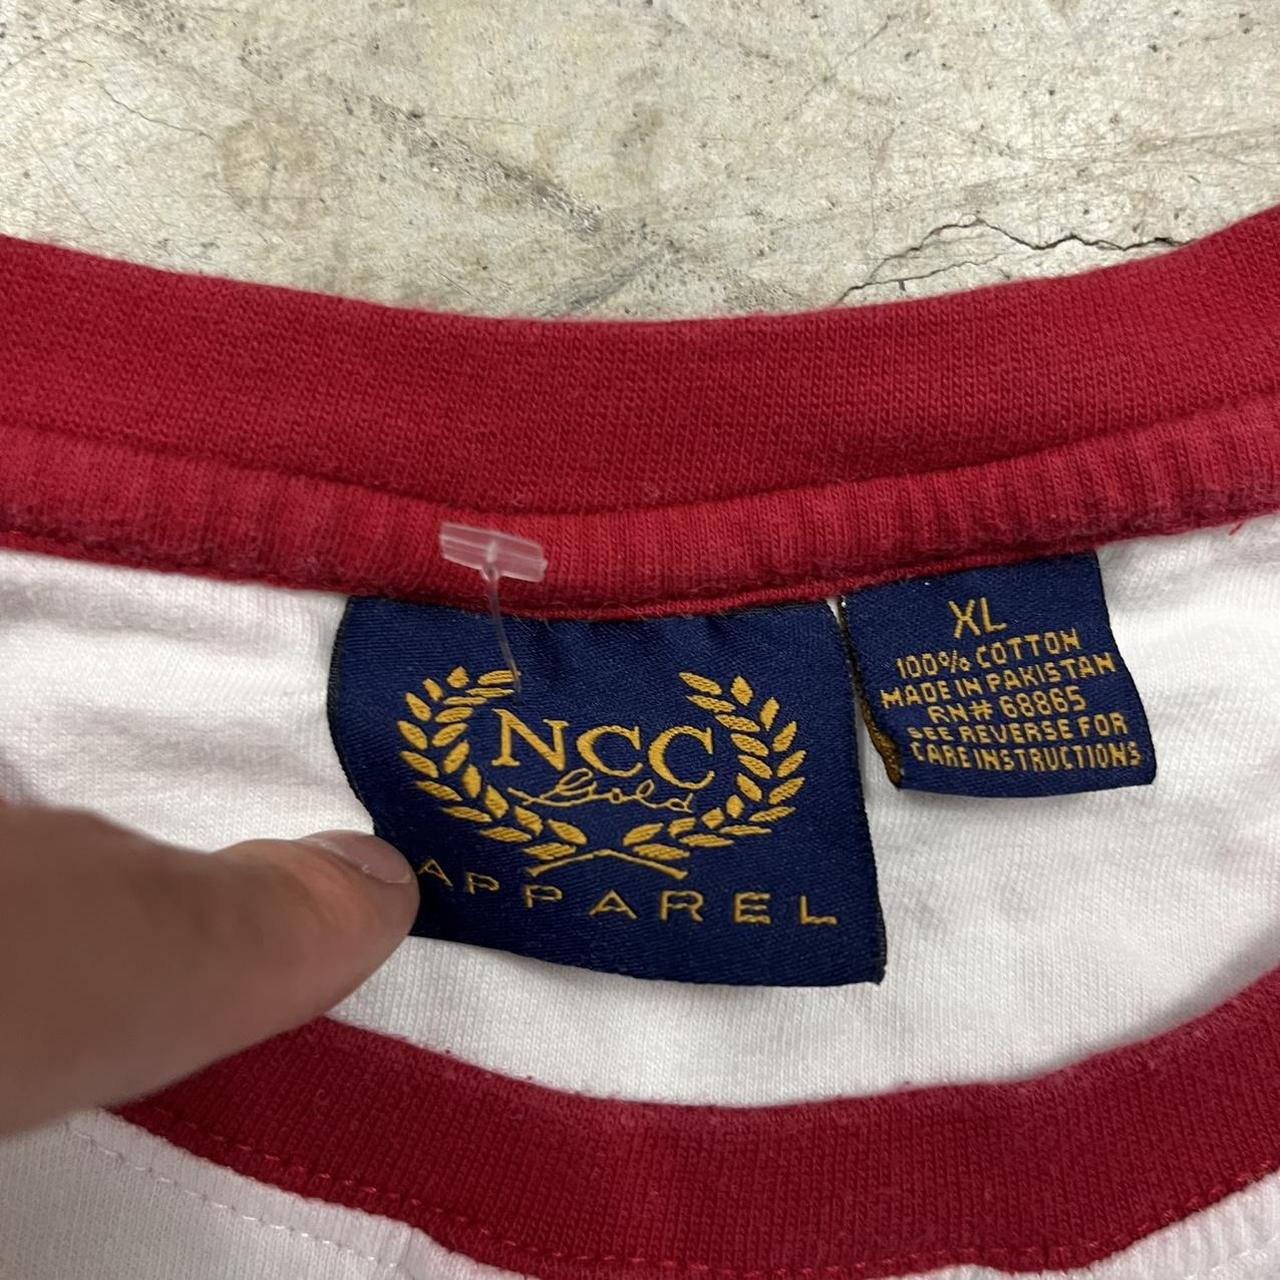 NCC
Gold
APPAREL
XL
100% COTTON
MADE IN PAKISTAN
RN# 68865
SEE REVERSE FOR
CARE INSTRUCTIONS